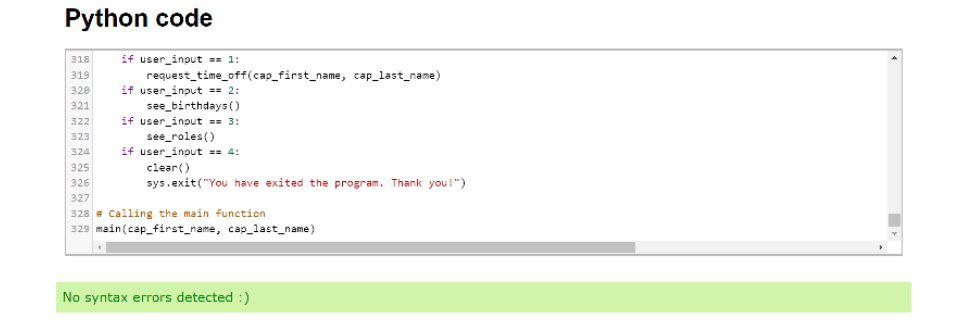 Python code
318 if user_input == 1:
319 request_time_off(cap_first_name, cap_last_name)
320 if user_input == 2:
321 see_birthdays()
322 if user_input == 3:
323 see_roles()
324 if user_input == 4:
325 clear()
326 sys.exit("You have exited the program. Thank you!")
327
328 # Calling the main function
329 main(cap_first_name, cap_last_name)
No syntax errors detected :)